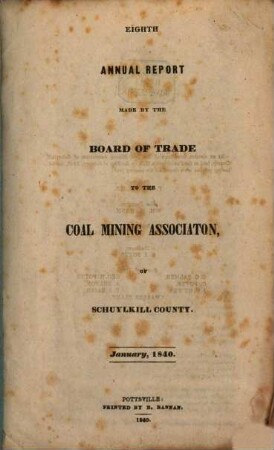 EIGHTH
ANNUAL REPORT
MADE BY THE
BOARD OF TRADE
TO THE
COAL MINING ASSOCIATON,
OF
SCHUYLKILL COUNTY.
January, 1840.
POTTSVILLE:
PRINTED BY B. BANNAN.
1840.